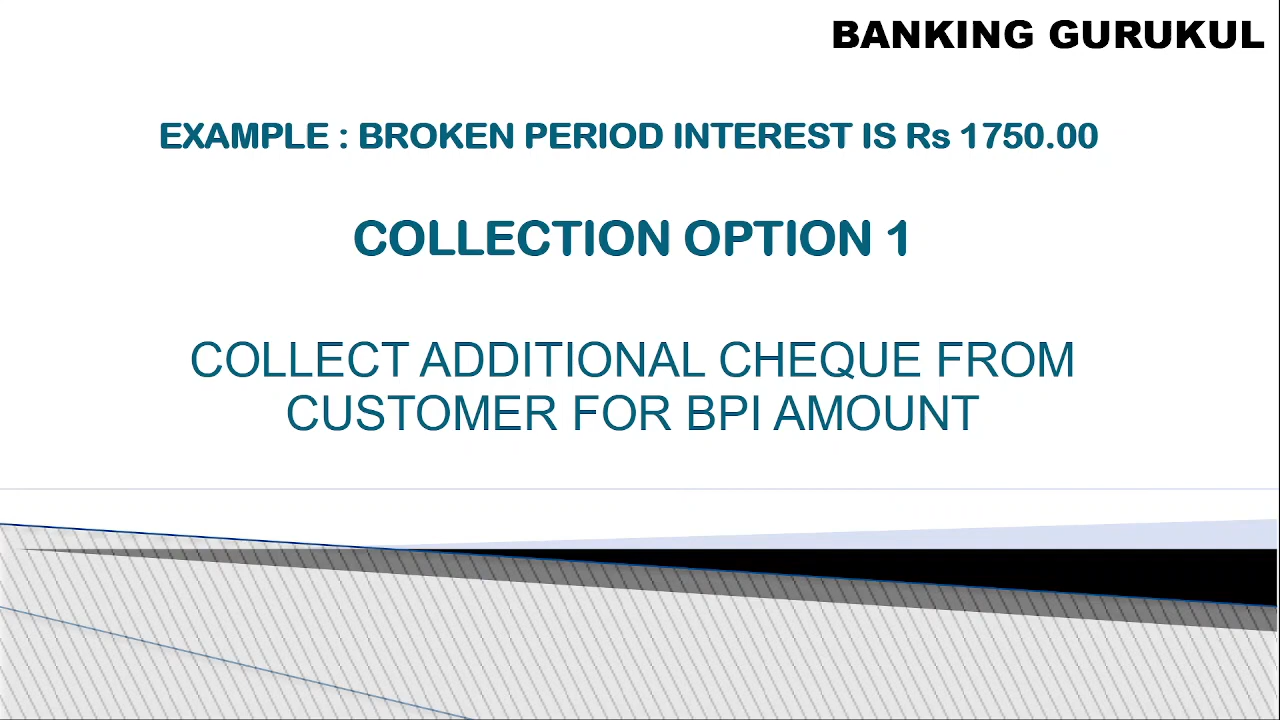 BANKING GURUKUL
EXAMPLE : BROKEN PERIOD INTEREST IS Rs 1750.00
COLLECTION OPTION 1
COLLECT ADDITIONAL CHEQUE FROM
CUSTOMER FOR BPI AMOUNT